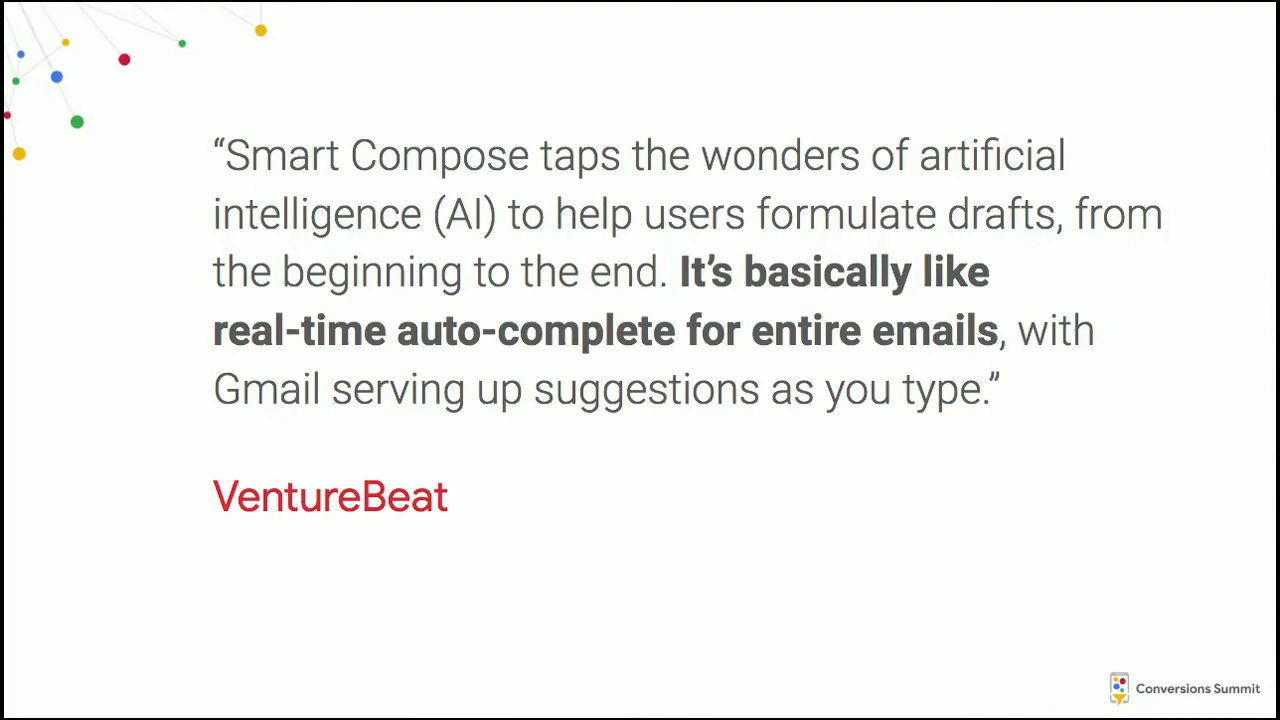 “Smart Compose taps the wonders of artificial
intelligence (AI) to help users formulate drafts, from
the beginning to the end. It’s basically like
real-time auto-complete for entire emails, with
Gmail serving up suggestions as you type.”
VentureBeat
Conversions Summit